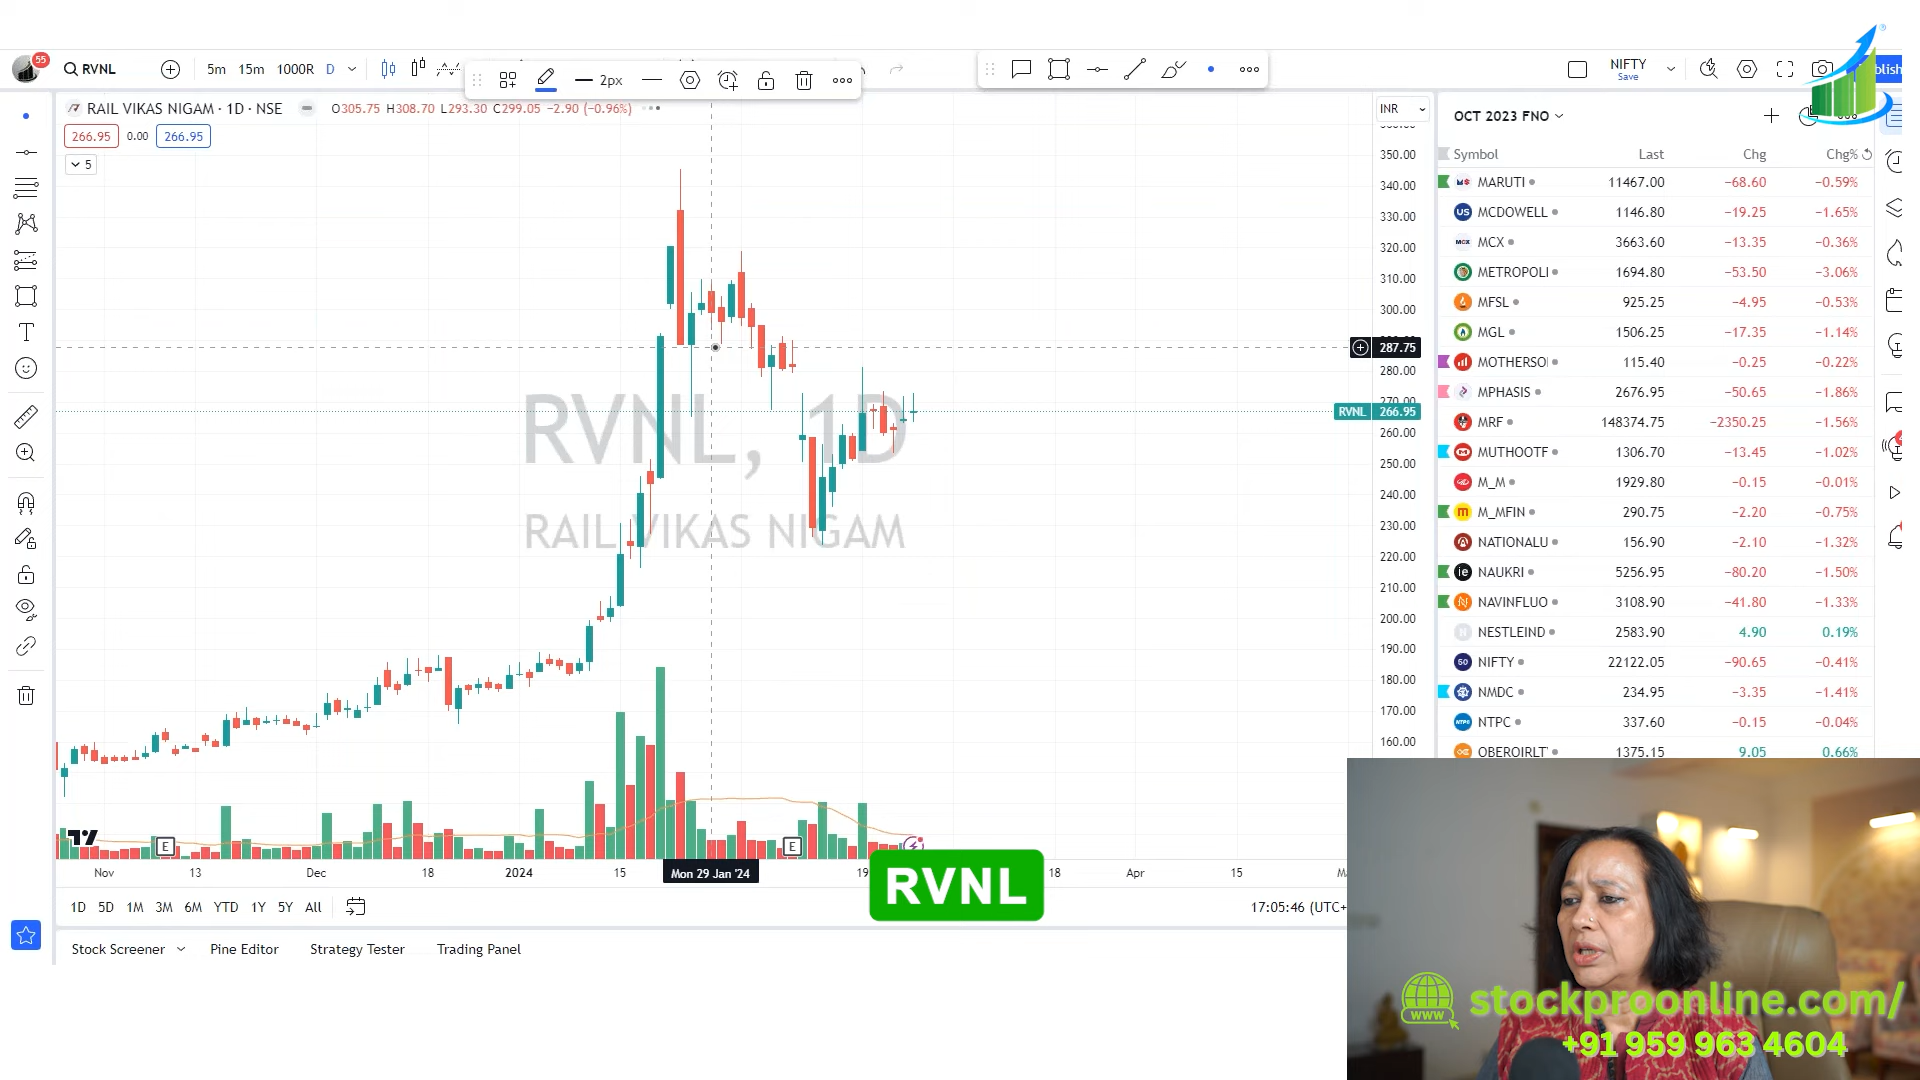 55
RVNL
5m 15m 1000R D
2px
NIFTY
Save
blish
RAIL VIKAS NIGAM · 1D · NSE
O305.75 H308.70 L293.30 C299.05 −2.90 (−0.96%)
INR
266.95 0.00 266.95
5
350.00
340.00
330.00
320.00
310.00
300.00
287.75
280.00
270.00
RVNL 266.95
260.00
250.00
240.00
230.00
220.00
210.00
200.00
190.00
180.00
170.00
160.00
RVNL, 1D
RAIL VIKAS NIGAM
E
E
Nov 13 Dec 18 2024 15 Mon 29 Jan '24 19 18 Apr 15
1D 5D 1M 3M 6M YTD 1Y 5Y All
17:05:46 (UTC+
RVNL
Stock Screener Pine Editor Strategy Tester Trading Panel
OCT 2023 FNO
Symbol Last Chg Chg%
MARUTI 11467.00 −68.60 −0.59%
MCDOWELL 1146.80 −19.25 −1.65%
MCX 3663.60 −13.35 −0.36%
METROPOLI 1694.80 −53.50 −3.06%
MFSL 925.25 −4.95 −0.53%
MGL 1506.25 −17.35 −1.14%
MOTHERSO 115.40 −0.25 −0.22%
MPHASIS 2676.95 −50.65 −1.86%
MRF 148374.75 −2350.25 −1.56%
MUTHOOTF 1306.70 −13.45 −1.02%
M_M 1929.80 −0.15 −0.01%
M_MFIN 290.75 −2.20 −0.75%
NATIONALU 156.90 −2.10 −1.32%
NAUKRI 5256.95 −80.20 −1.50%
NAVINFLUO 3108.90 −41.80 −1.33%
NESTLEIND 2583.90 4.90 0.19%
NIFTY 22122.05 −90.65 −0.41%
NMDC 234.95 −3.35 −1.41%
NTPC 337.60 −0.15 −0.04%
OBEROIRLT 1375.15 9.05 0.66%
www
stockproonline.com/
+91 959 963 4604